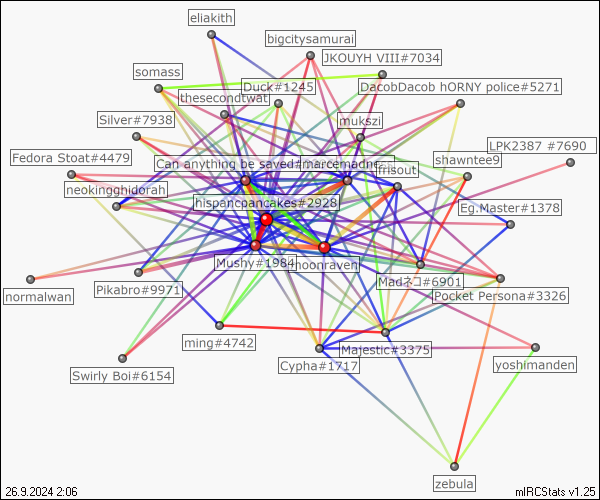 eliakith
bigcitysamurai
JKOUYH VIII#7034
somass
Duck#1245
DacobDacob hORNY police#5271
thesecondtwat
Silver#7938
mukszi
LPK2387 #7690
Fedora Stoat#4479
Can anything be saved#
marcemadne
shawntee9
frisout
neokingghidorah
hispancpancakes#2928
Eg.Master#1378
Mushy#1984
moonraven
Madネコ#6901
normalwan
Pikabro#9971
Pocket Persona#3326
ming#4742
Majestic#3375
Cypha#1717
yoshimanden
Swirly Boi#6154
zebula
26.9.2024 2:06
mIRCStats v1.25